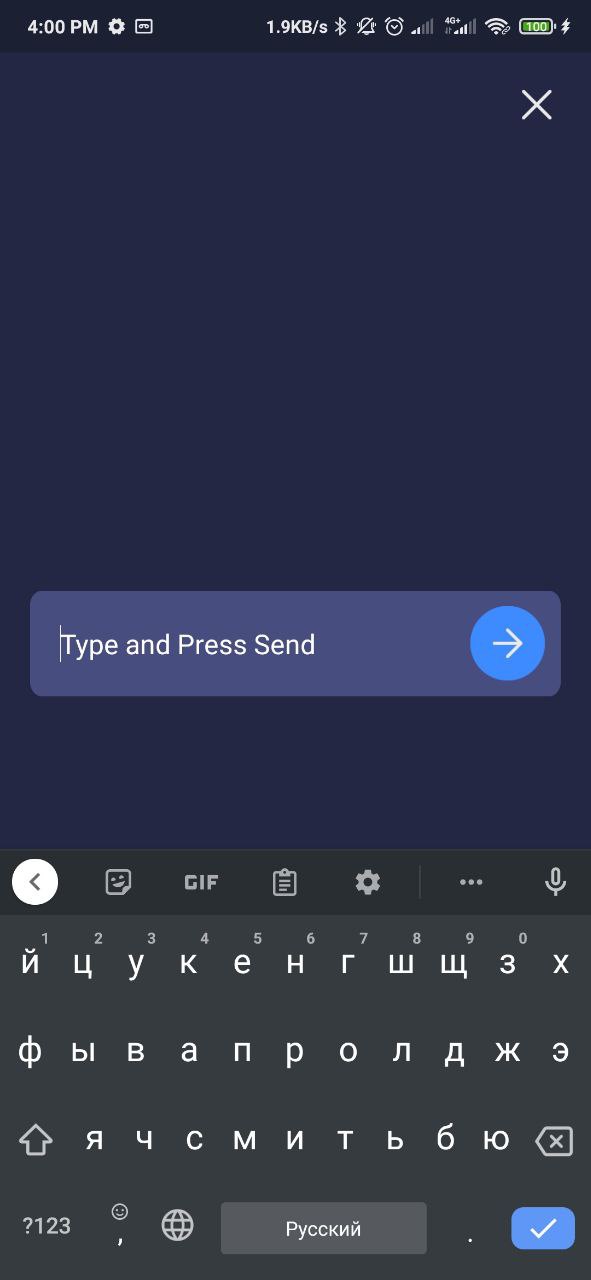 4:00 PM 1.9KB/s 4G+ 100
Type and Press Send
GIF
1 2 3 4 5 6 7 8 9 0
й ц у к е н г ш щ з х
ф ы в а п р о л д ж э
я ч с м и т ь б ю
?123 , Русский .